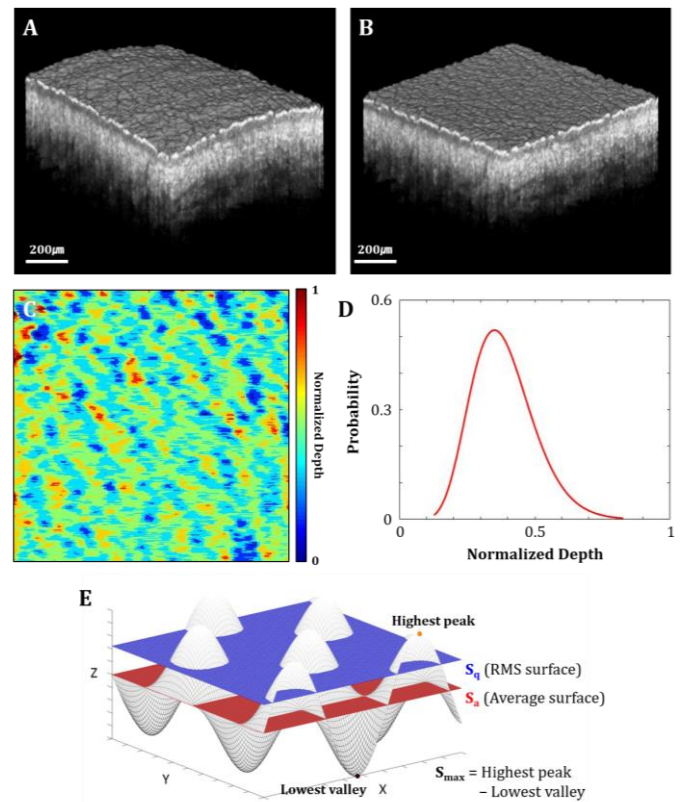 A
B
200㎛
200㎛
C
1
Normalized Depth
0
D
0.6
Probability
0.3
0
0
0.5
1
Normalized Depth
E
Highest peak
Z
Sq (RMS surface)
Sa (Average surface)
Y
X
Lowest valley
Smax = Highest peak
– Lowest valley